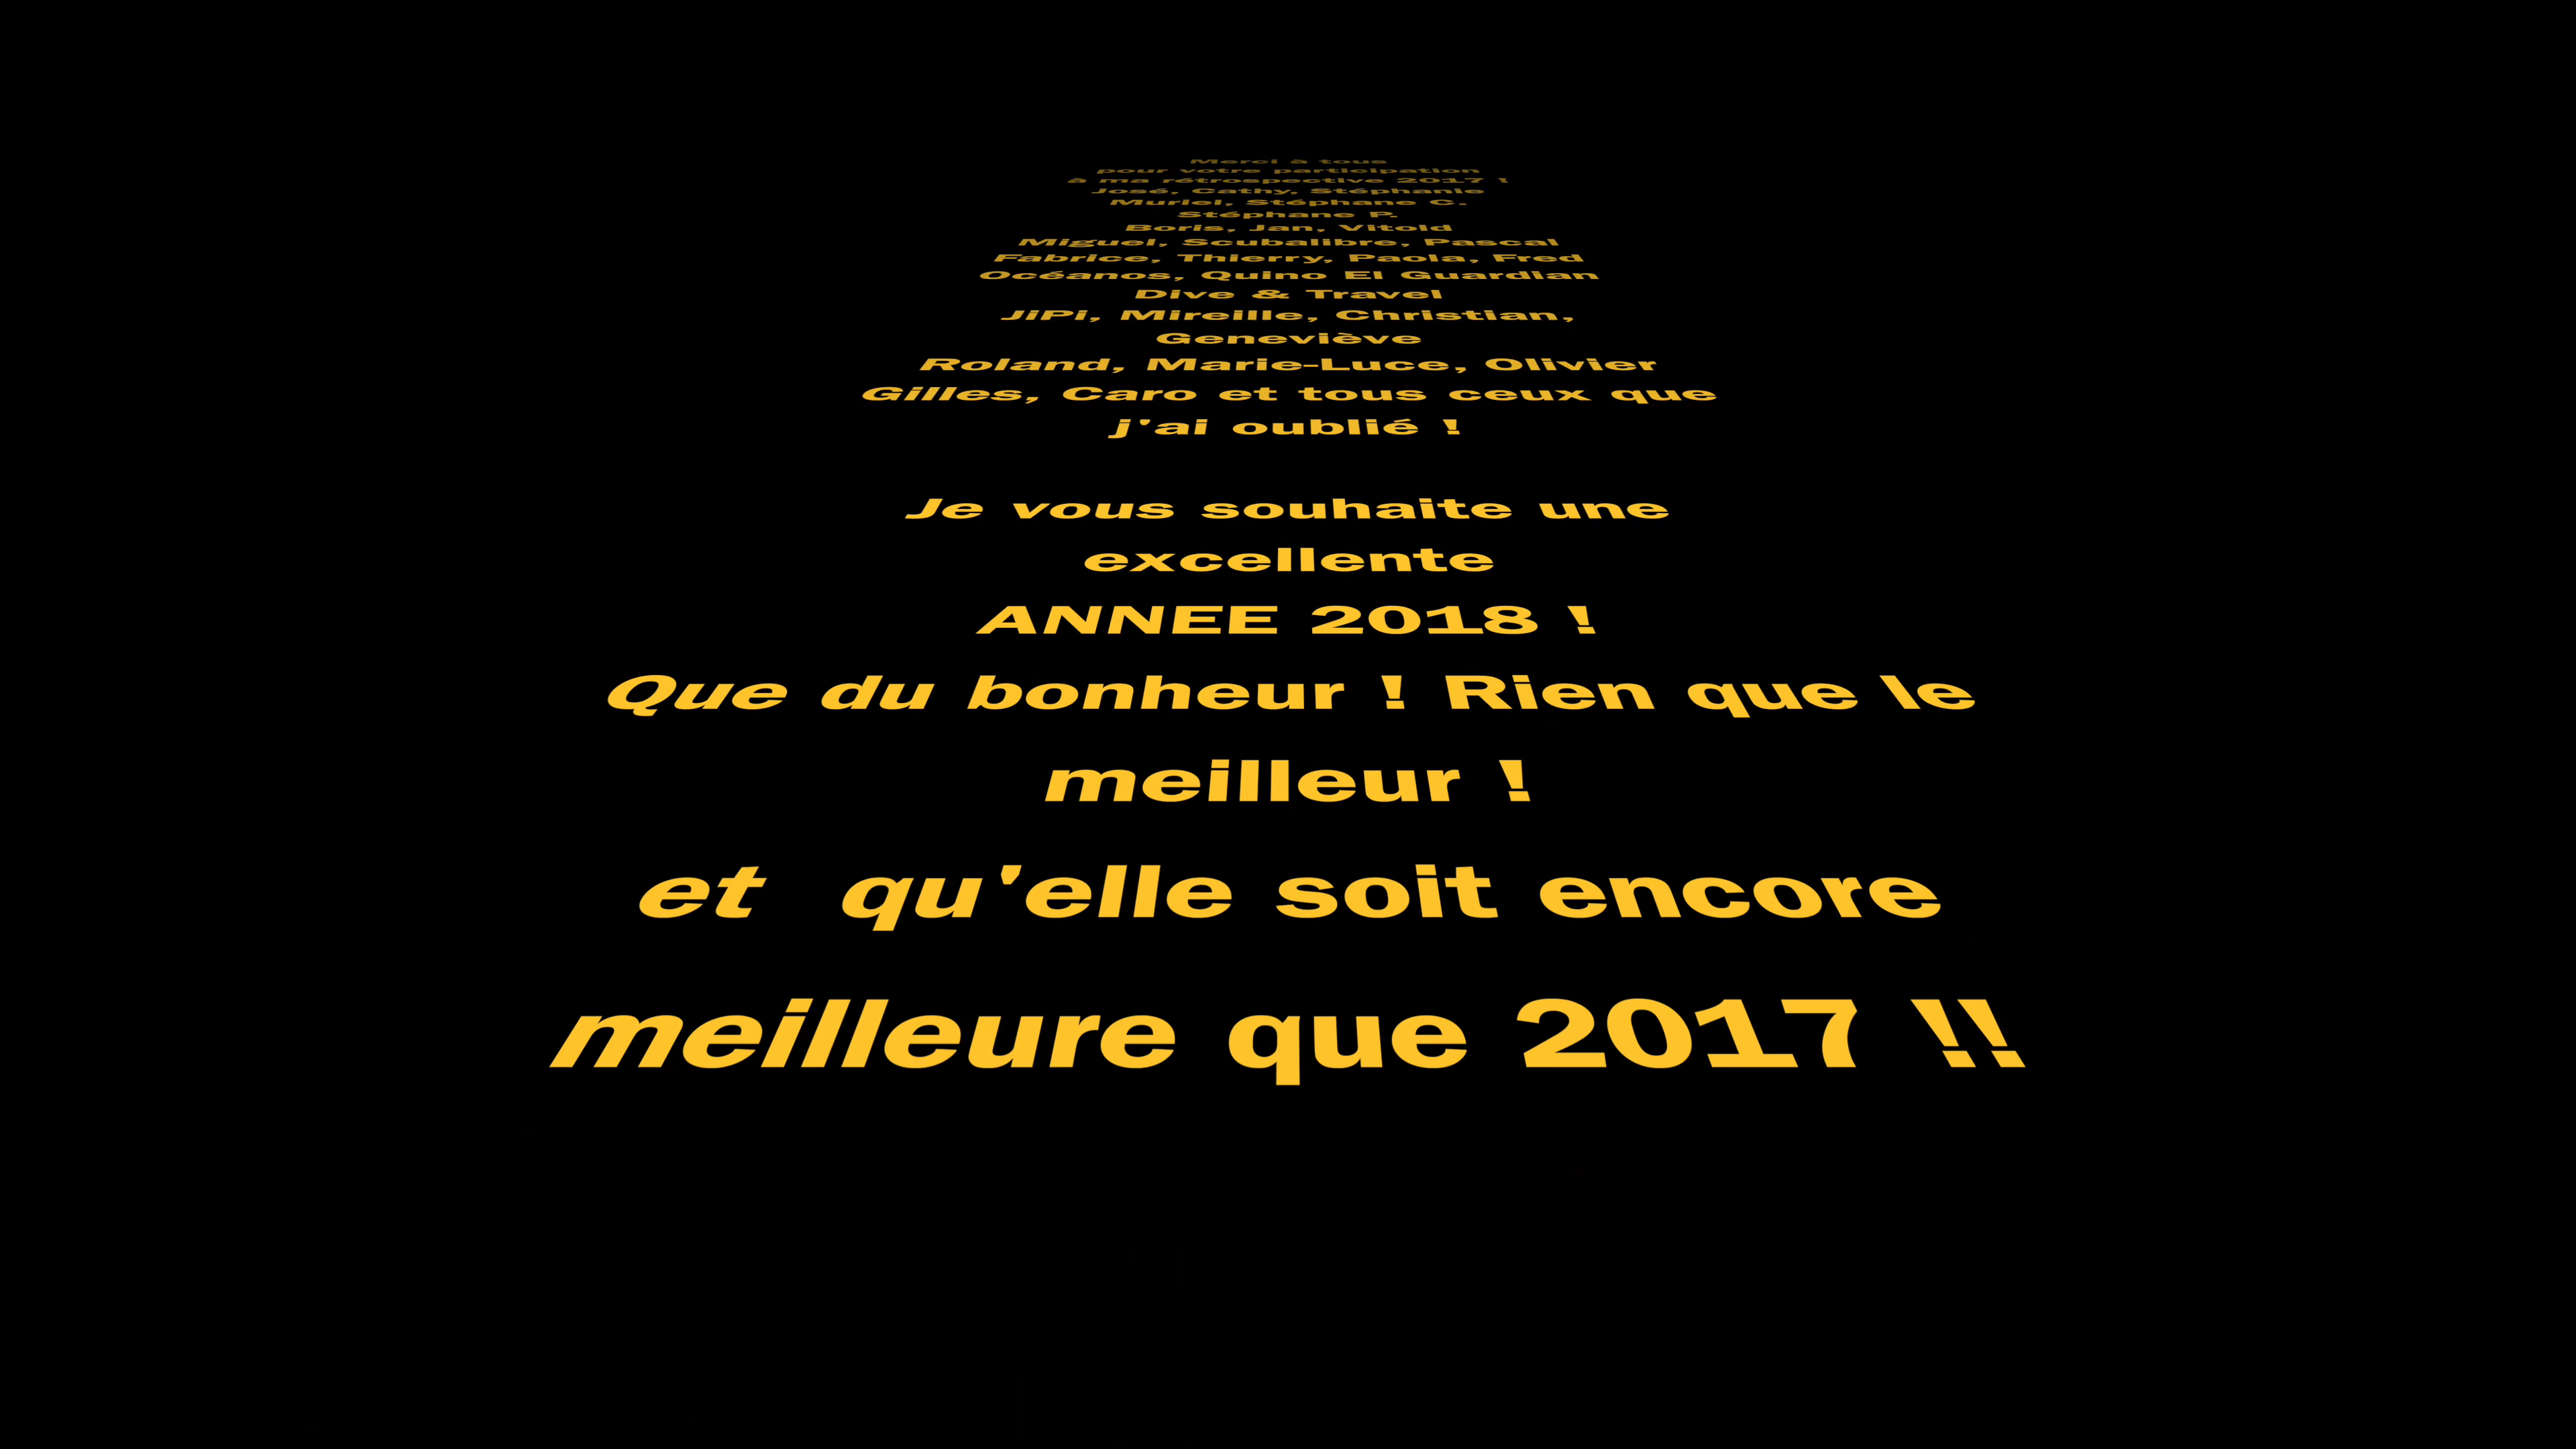 Merci à tous
pour votre participation
à ma rétrospective 2017 !
José, Cathy, Stéphanie
Muriel, Stéphane C.
Stéphane P.
Boris, Jan, Vitold
Miguel, Scubalibre, Pascal
Fabrice, Thierry, Paola, Fred
Océanos, Quino El Guardian
Dive & Travel
JiPi, Mireille, Christian,
Geneviève
Roland, Marie-Luce, Olivier
Gilles, Caro et tous ceux que
j'ai oublié !
Je vous souhaite une
excellente
ANNEE 2018 !
Que du bonheur ! Rien que le
meilleur !
et  qu'elle soit encore
meilleure que 2017 !!